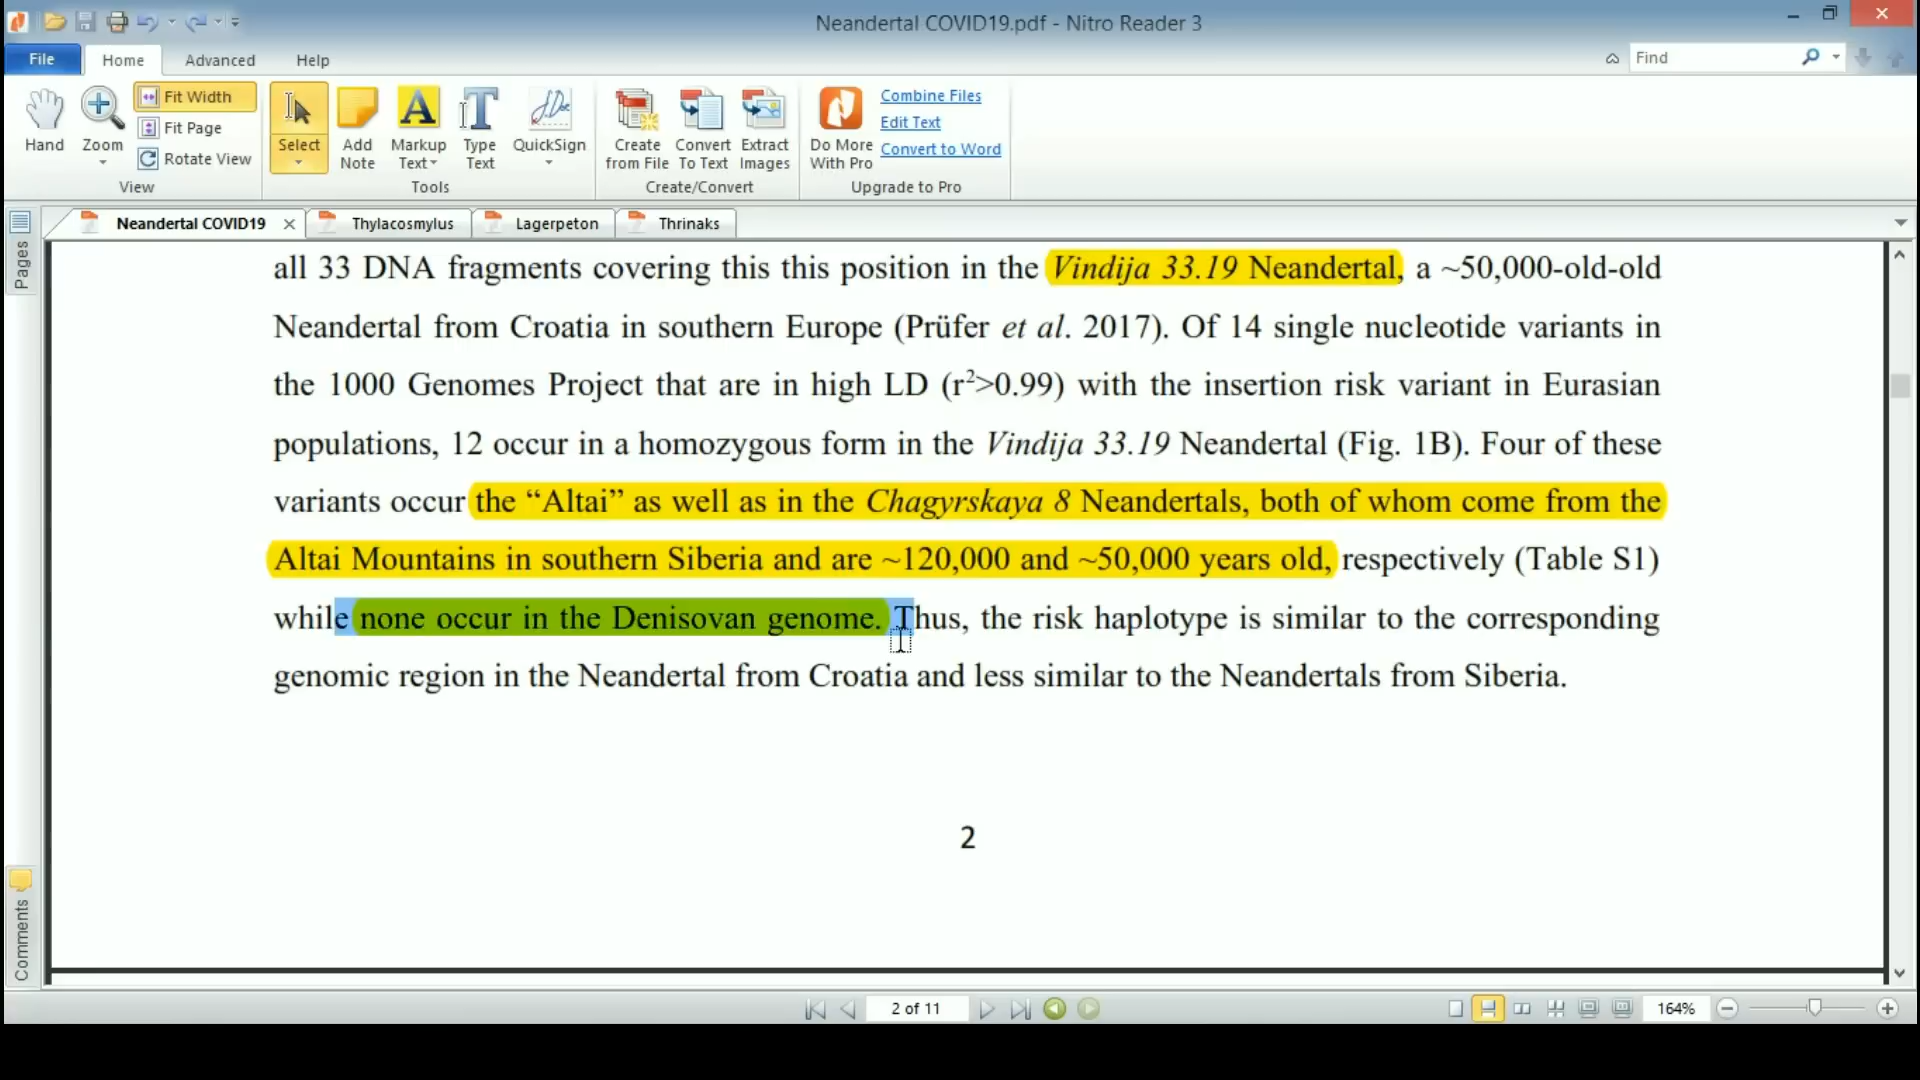 Neandertal COVID19.pdf - Nitro Reader 3
File Home Advanced Help Find
Hand
Zoom
Fit Width
Fit Page
Rotate View
View
Select
Add Note
Markup Text
Type Text
QuickSign
Tools
Create from File
Convert To Text
Extract Images
Create/Convert
Do More With Pro
Combine Files
Edit Text
Convert to Word
Upgrade to Pro
Neandertal COVID19 Thylacosmylus Lagerpeton Thrinaks
Pages
all 33 DNA fragments covering this this position in the Vindija 33.19 Neandertal, a ~50,000-old-old
Neandertal from Croatia in southern Europe (Prüfer et al. 2017). Of 14 single nucleotide variants in
the 1000 Genomes Project that are in high LD (r²>0.99) with the insertion risk variant in Eurasian
populations, 12 occur in a homozygous form in the Vindija 33.19 Neandertal (Fig. 1B). Four of these
variants occur the “Altai” as well as in the Chagyrskaya 8 Neandertals, both of whom come from the
Altai Mountains in southern Siberia and are ~120,000 and ~50,000 years old, respectively (Table S1)
while none occur in the Denisovan genome. Thus, the risk haplotype is similar to the corresponding
genomic region in the Neandertal from Croatia and less similar to the Neandertals from Siberia.
2
Comments
2 of 11
164%